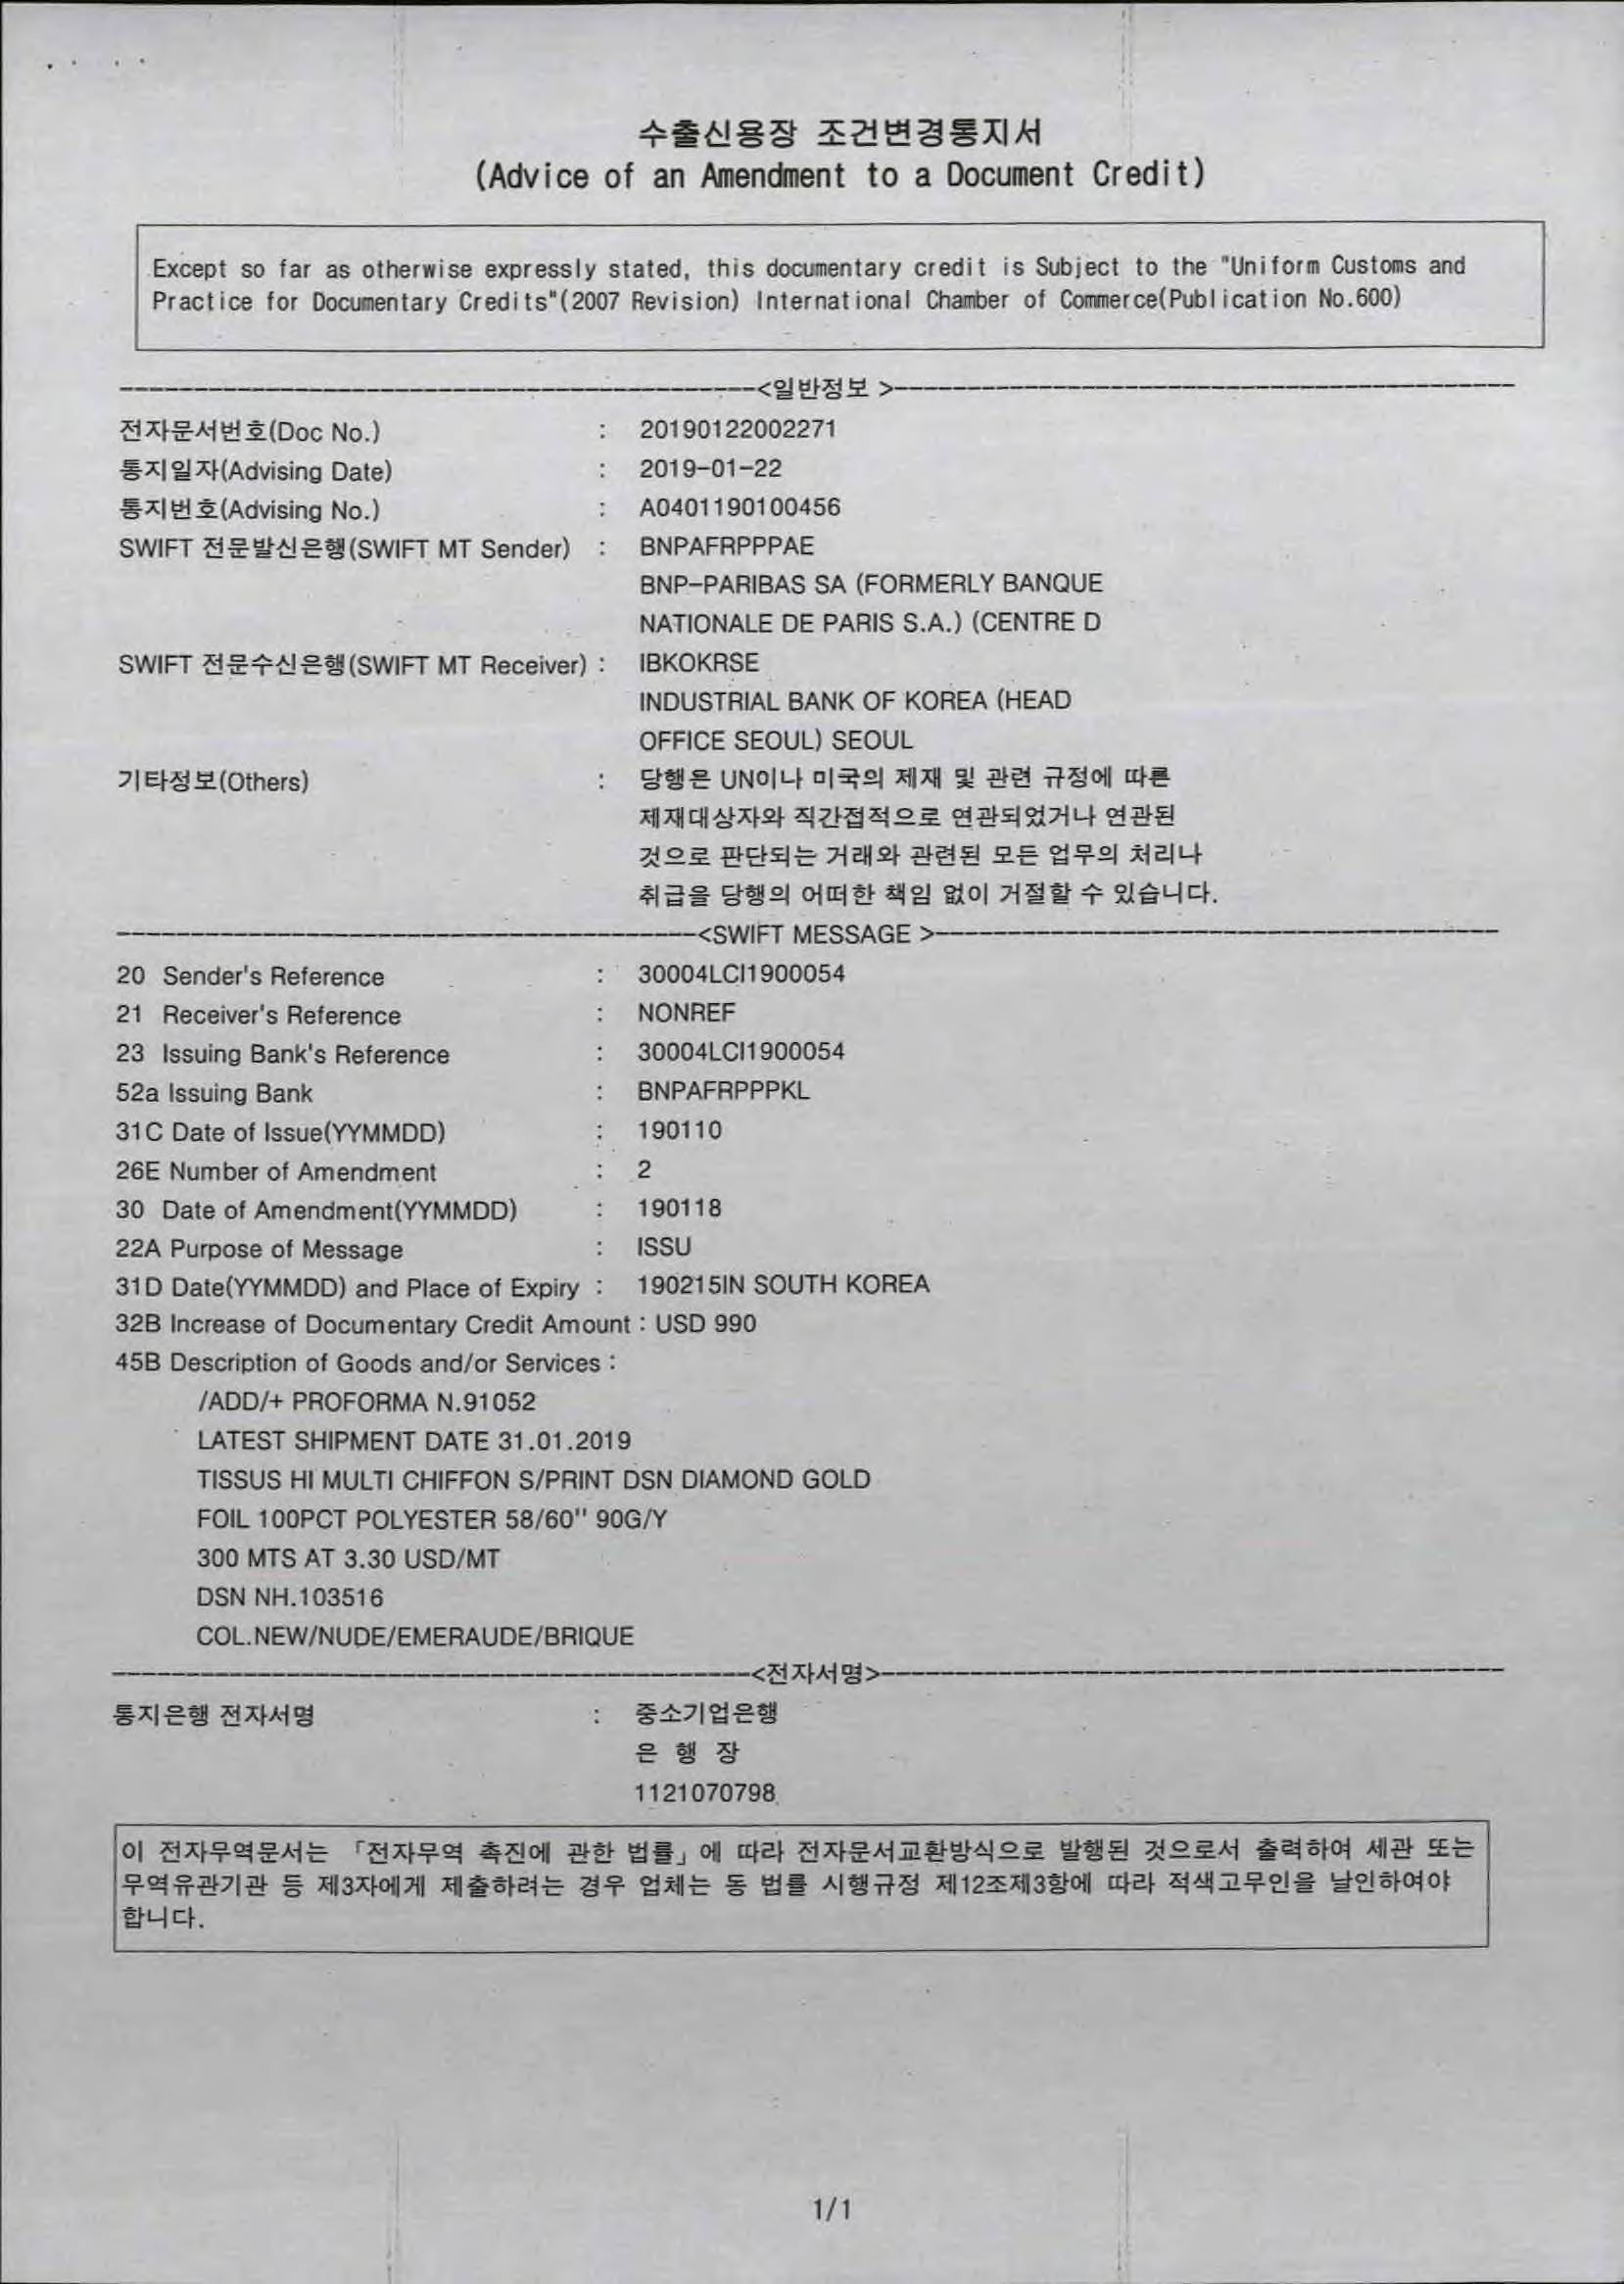 수출신용장 조건변경통지서
(Advice of an Amendment to a Document Credit)
Except so far as otherwise expressly stated, this documentary credit is Subject to the "Uniform Customs and
Practice for Documentary Credits"(2007 Revision) International Chamber of Commerce(Publication No.600)
<일반정보 >
전자문서번호(Doc No.) : 20190122002271
통지일자(Advising Date) : 2019-01-22
통지번호(Advising No.) : A0401190100456
SWIFT 전문발신은행(SWIFT MT Sender) : BNPAFRPPPAE
BNP-PARIBAS SA (FORMERLY BANQUE
NATIONALE DE PARIS S.A.) (CENTRE D
SWIFT 전문수신은행(SWIFT MT Receiver) : IBKOKRSE
INDUSTRIAL BANK OF KOREA (HEAD
OFFICE SEOUL) SEOUL
기타정보(Others) : 당행은 UN이나 미국의 제재 및 관련 규정에 따른
제재대상자와 직간접적으로 연관되었거나 연관된
것으로 판단되는 거래와 관련된 모든 업무의 처리나
취급을 당행의 어떠한 책임 없이 거절할 수 있습니다.
<SWIFT MESSAGE >
20 Sender's Reference : 30004LCI1900054
21 Receiver's Reference : NONREF
23 Issuing Bank's Reference : 30004LCI1900054
52a Issuing Bank : BNPAFRPPPKL
31C Date of Issue(YYMMDD) : 190110
26E Number of Amendment : 2
30 Date of Amendment(YYMMDD) : 190118
22A Purpose of Message : ISSU
31D Date(YYMMDD) and Place of Expiry : 190215IN SOUTH KOREA
32B Increase of Documentary Credit Amount : USD 990
45B Description of Goods and/or Services :
/ADD/+ PROFORMA N.91052
LATEST SHIPMENT DATE 31.01.2019
TISSUS HI MULTI CHIFFON S/PRINT DSN DIAMOND GOLD
FOIL 100PCT POLYESTER 58/60'' 90G/Y
300 MTS AT 3.30 USD/MT
DSN NH.103516
COL.NEW/NUDE/EMERAUDE/BRIQUE
<전자서명>
통지은행 전자서명 : 중소기업은행
은 행 장
1121070798
이 전자무역문서는 「전자무역 촉진에 관한 법률」에 따라 전자문서교환방식으로 발행된 것으로서 출력하여 세관 또는
무역유관기관 등 제3자에게 제출하려는 경우 업체는 동 법률 시행규정 제12조제3항에 따라 적색고무인을 날인하여야
합니다.
1/1